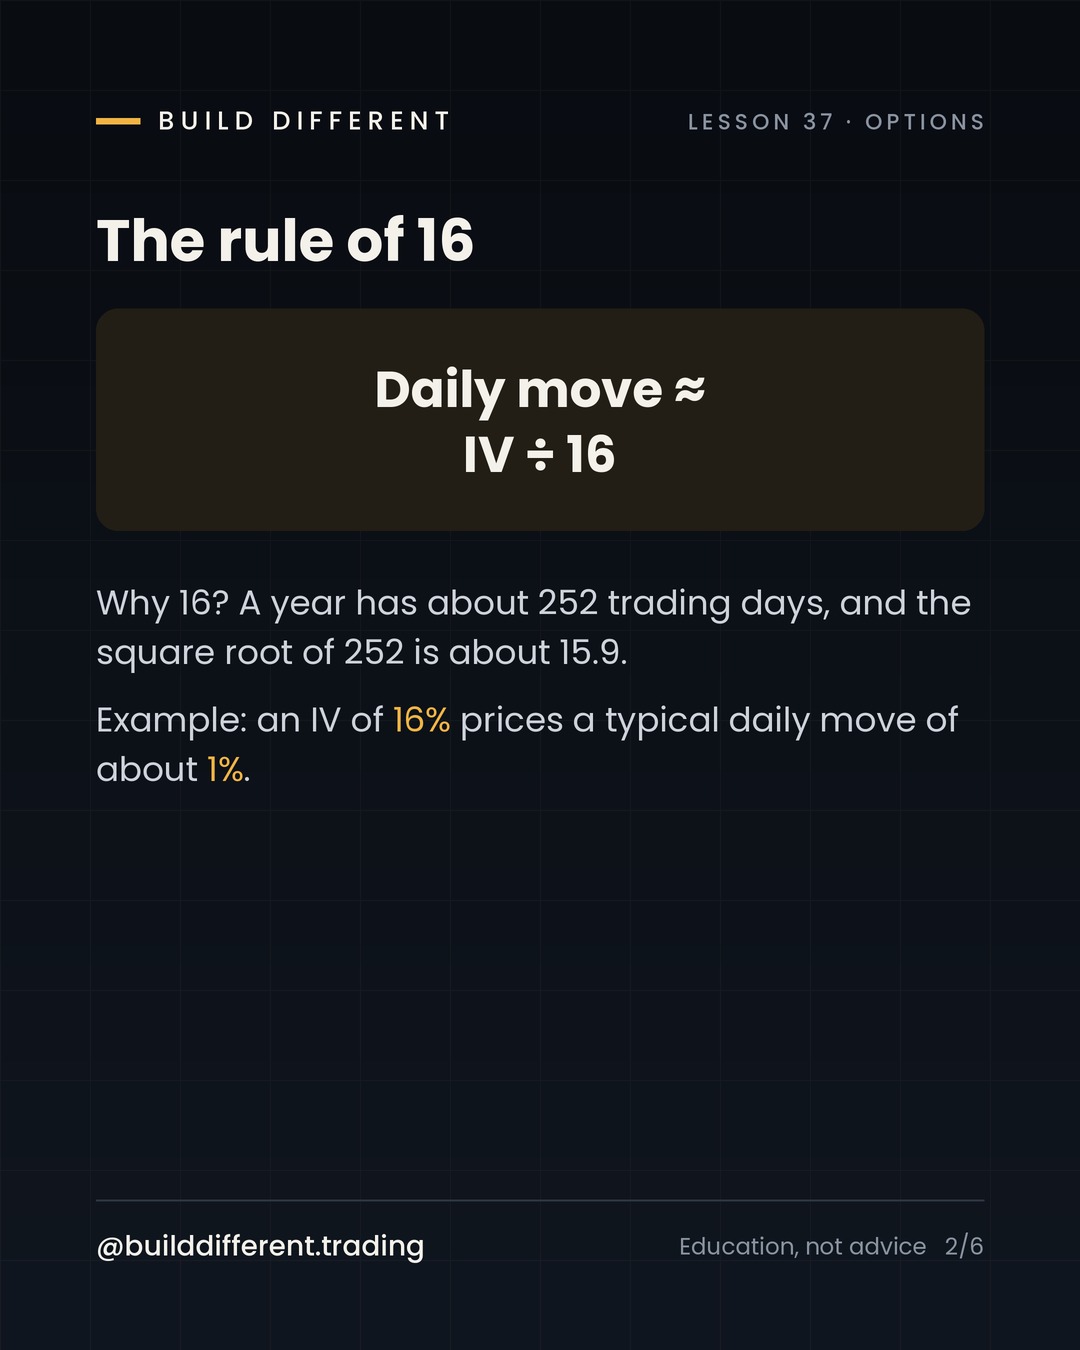 BUILD DIFFERENT
LESSON 37 · OPTIONS
The rule of 16
Daily move ≈
IV ÷ 16
Why 16? A year has about 252 trading days, and the
square root of 252 is about 15.9.
Example: an IV of 16% prices a typical daily move of
about 1%.
@builddifferent.trading
Education, not advice 2/6